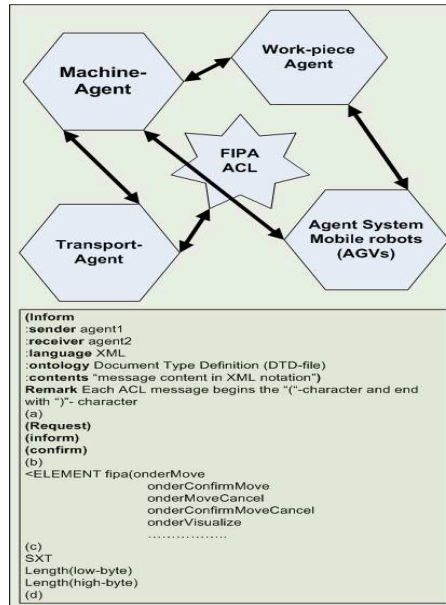 Machine-
Agent
Work-piece
Agent
FIPA
ACL
Transport-
Agent
Agent System
Mobile robots
(AGVs)
(Inform
:sender agent1
:receiver agent2
:language XML
:ontology Document Type Definition (DTD-file)
:contents “message content in XML notation”)
Remark Each ACL message begins the “(“-character and end
with “)”- character
(a)
(Request)
(inform)
(confirm)
(b)
<ELEMENT fipa(onderMove
onderConfirmMove
onderMoveCancel
onderConfirmMoveCancel
onderVisualize
……………..
(c)
SXT
Length(low-byte)
Length(high-byte)
(d)